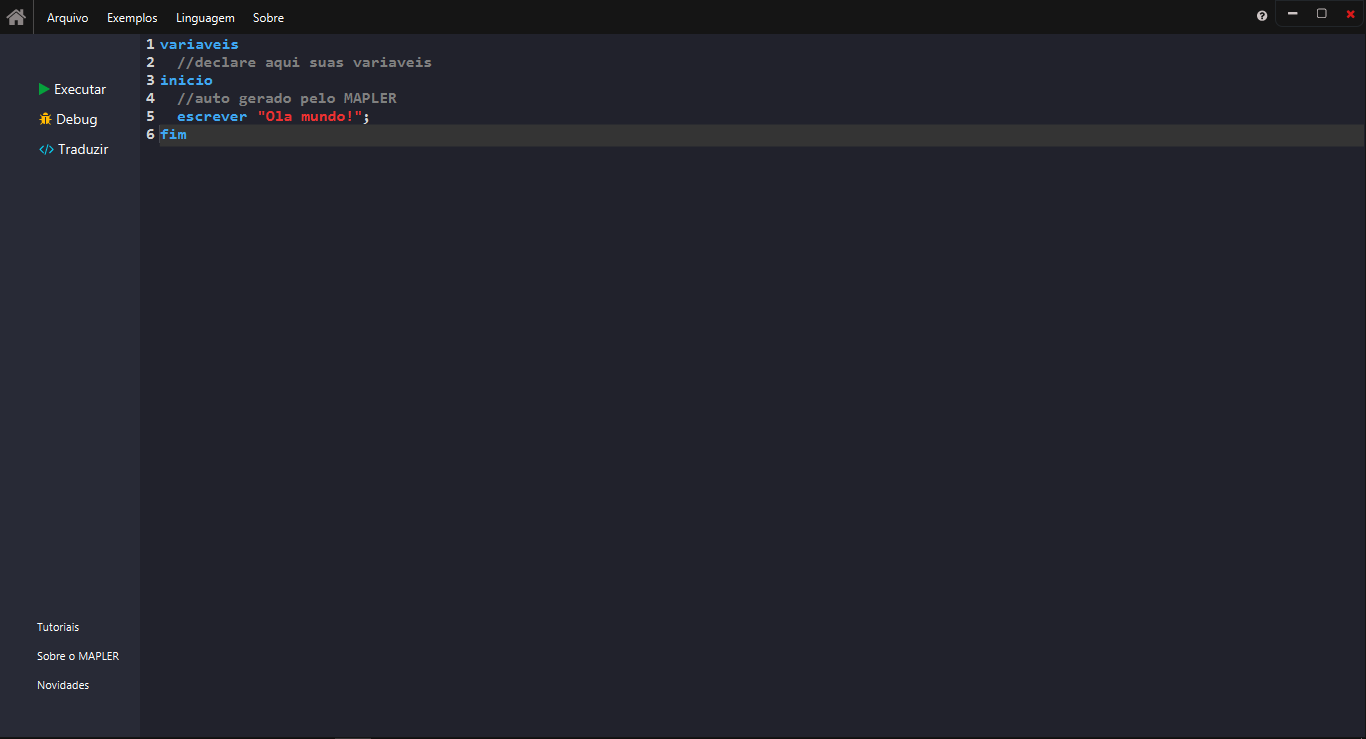 Arquivo Exemplos Linguagem Sobre
Executar
Debug
</> Traduzir
1 variaveis
2 //declare aqui suas variaveis
3 inicio
4 //auto gerado pelo MAPLER
5 escrever "Ola mundo!";
6 fim
Tutoriais
Sobre o MAPLER
Novidades